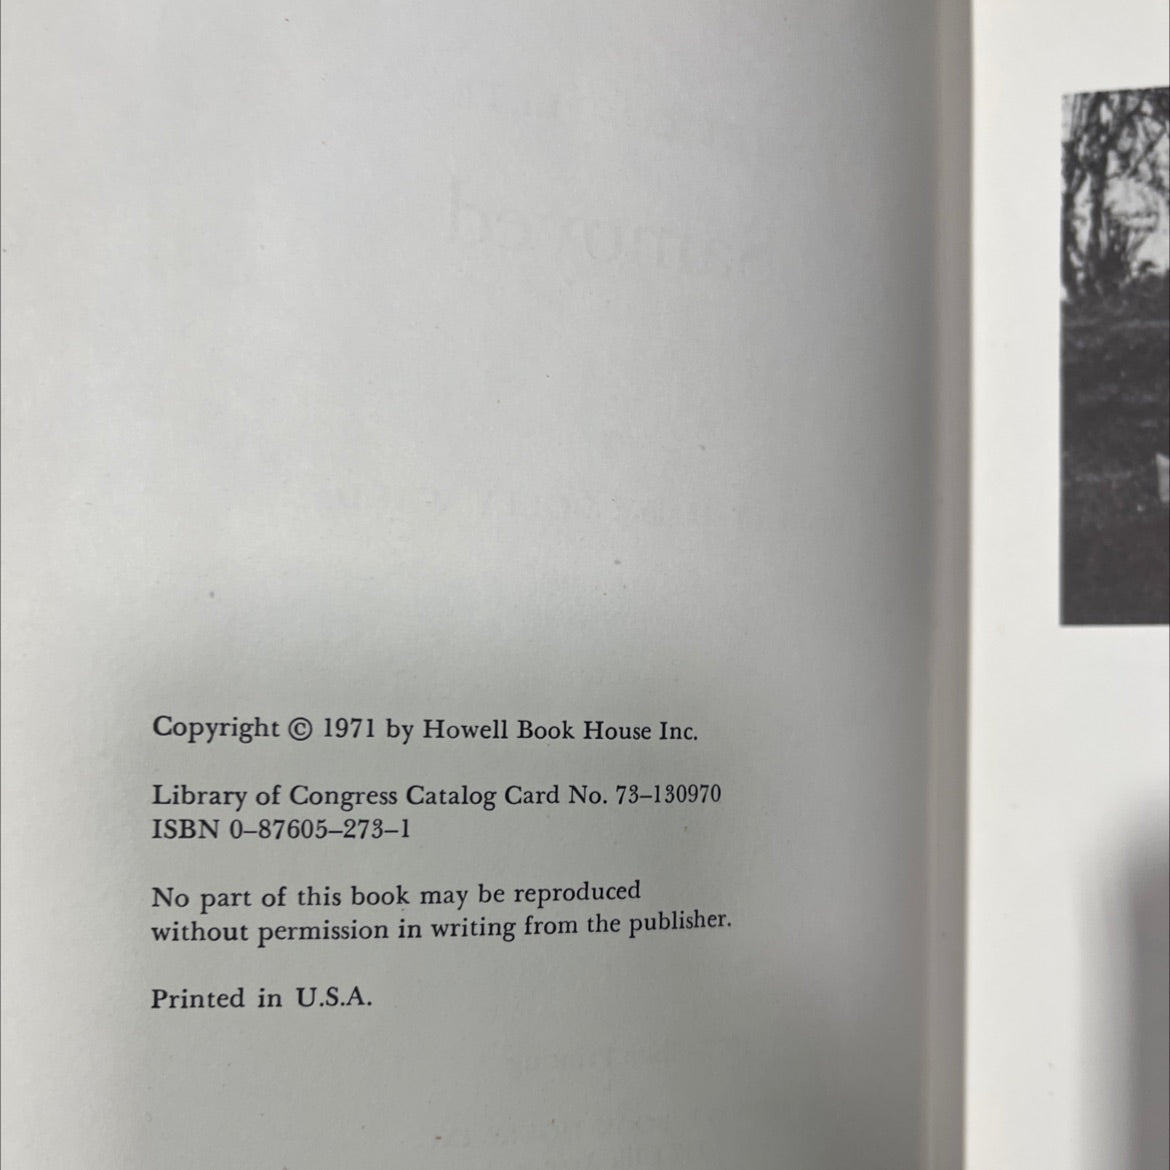 Copyright © 1971 by Howell Book House Inc.
Library of Congress Catalog Card No. 73–130970
ISBN 0–87605–273–1
No part of this book may be reproduced
without permission in writing from the publisher.
Printed in U.S.A.